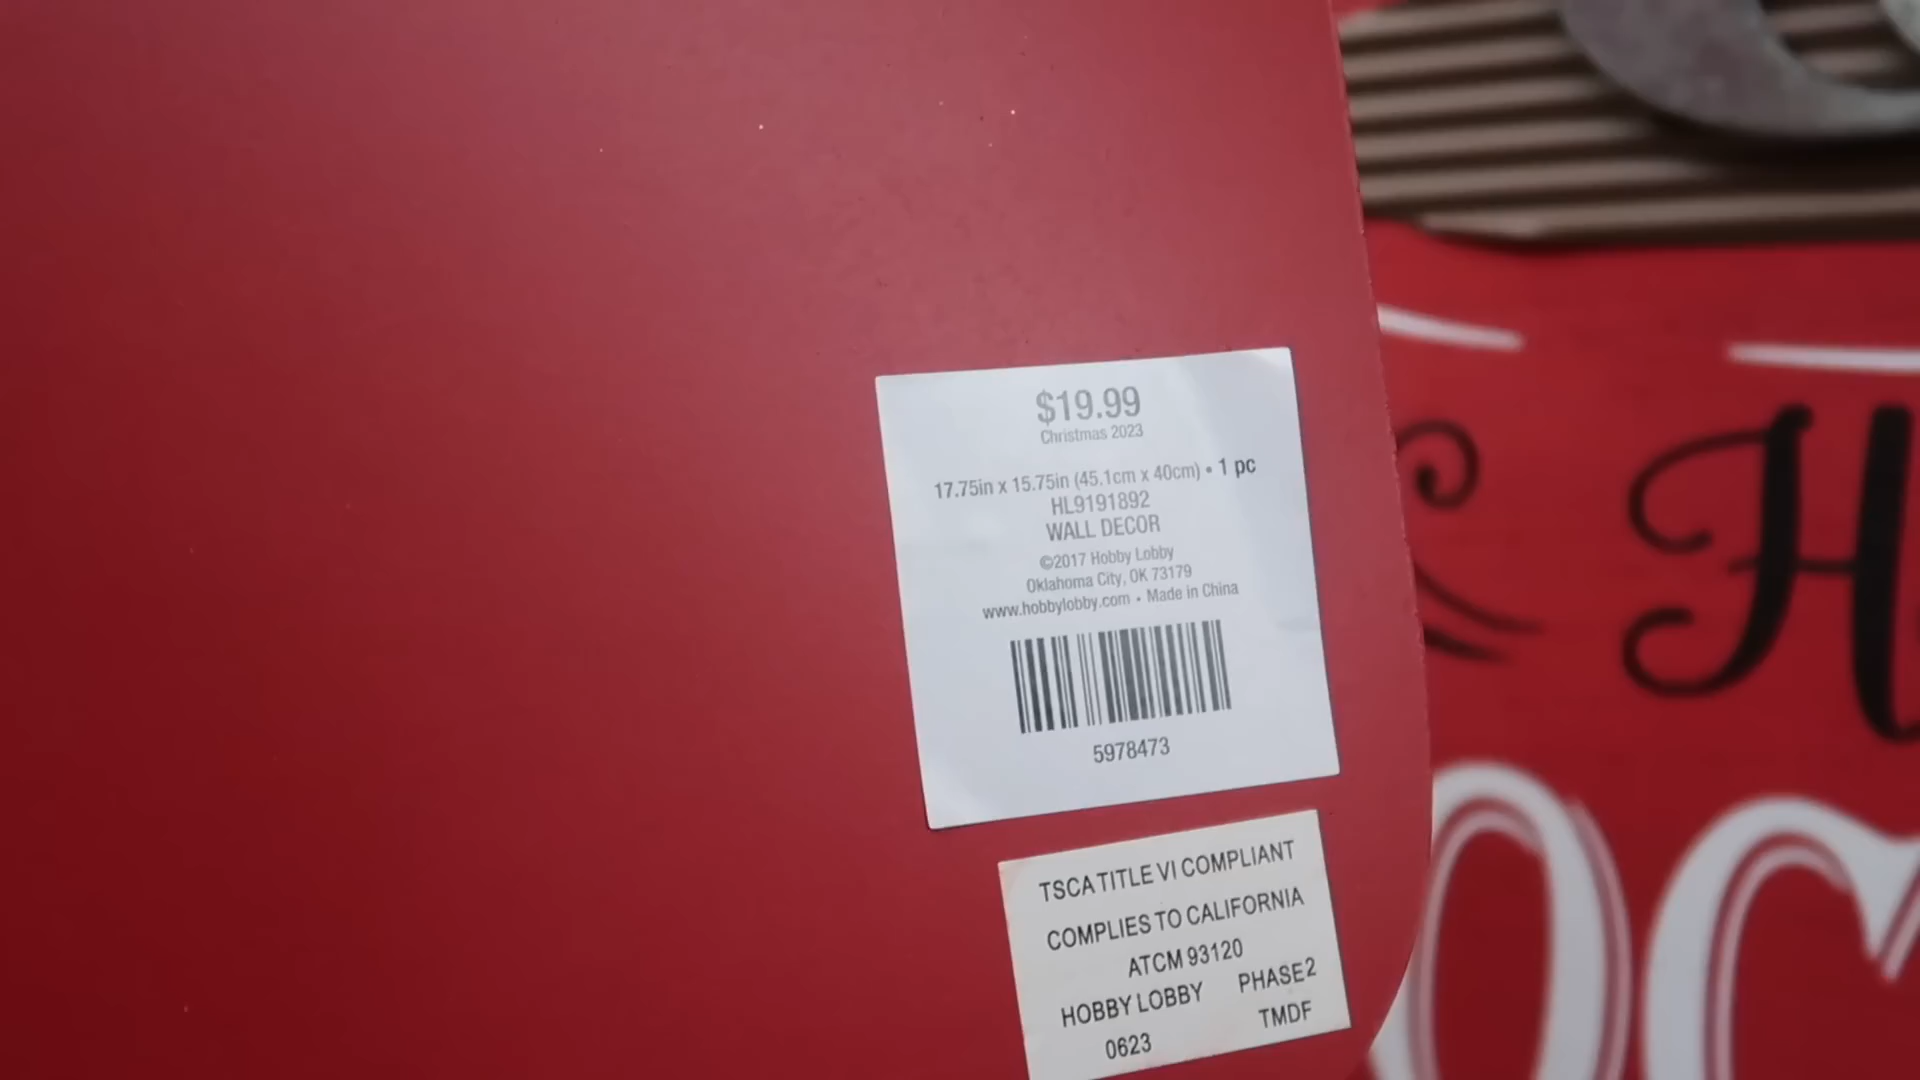 $19.99
Christmas 2023
17.75in x 15.75in (45.1cm x 40cm) • 1 pc
HL9191892
WALL DECOR
©2017 Hobby Lobby
Oklahoma City, OK 73179
www.hobbylobby.com • Made in China
5978473
TSCA TITLE VI COMPLIANT
COMPLIES TO CALIFORNIA
ATCM 93120
HOBBY LOBBY PHASE2
0623 TMDF